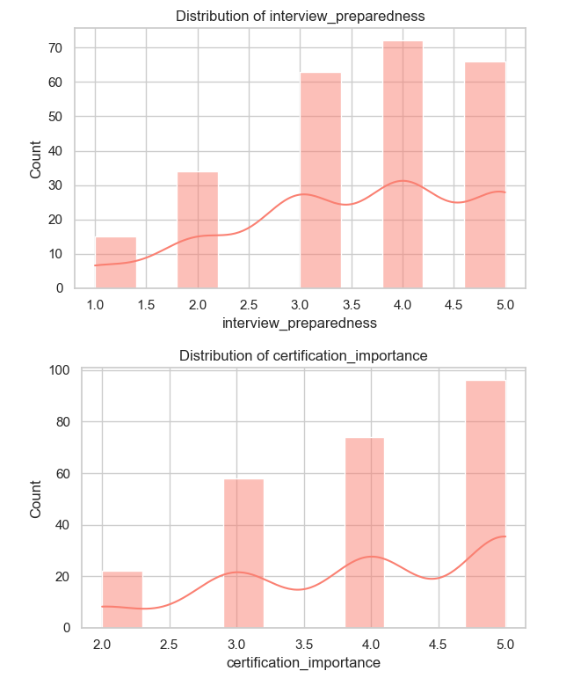 Distribution of interview_preparedness
70
60
50
40
30
20
10
0
Count
1.0 1.5 2.0 2.5 3.0 3.5 4.0 4.5 5.0
interview_preparedness
Distribution of certification_importance
100
80
60
40
20
0
Count
2.0 2.5 3.0 3.5 4.0 4.5 5.0
certification_importance